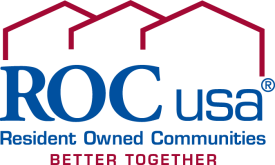 ROC usa®
Resident Owned Communities
BETTER TOGETHER